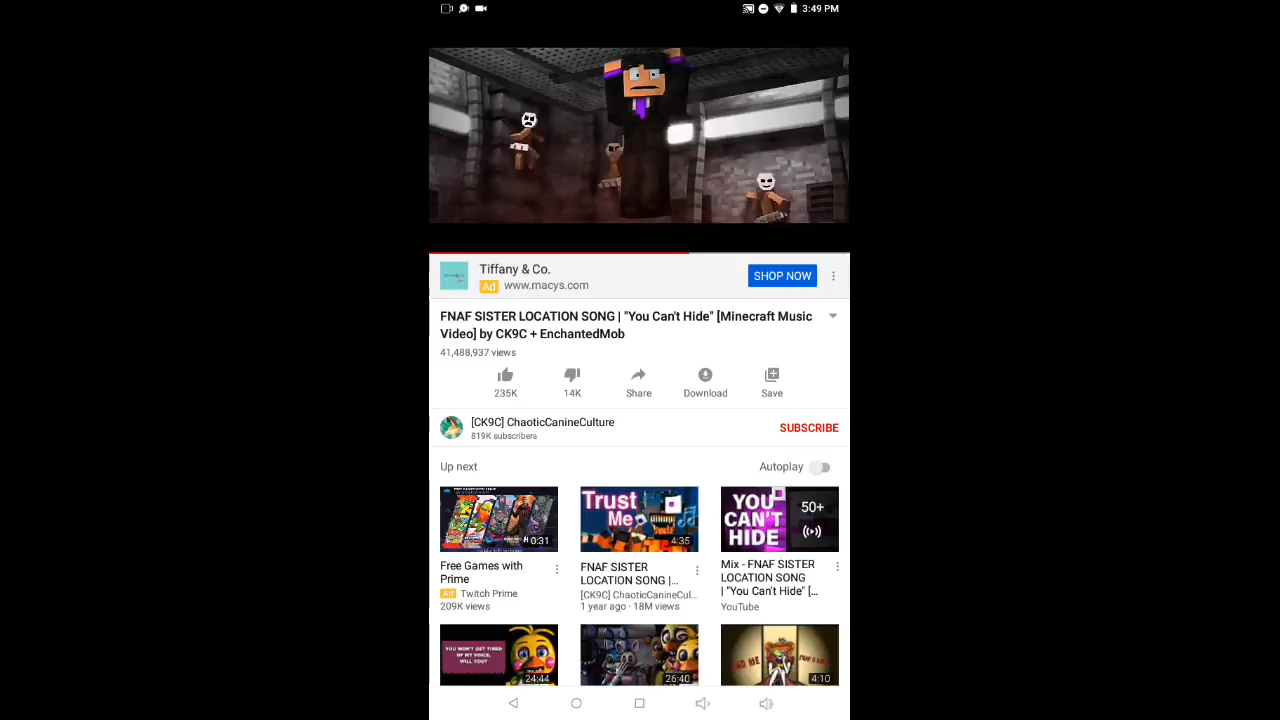 3:49 PM
Tiffany & Co.
Ad www.macys.com
SHOP NOW
FNAF SISTER LOCATION SONG | "You Can't Hide" [Minecraft Music
Video] by CK9C + EnchantedMob
41,488,937 views
235K
14K
Share
Download
Save
[CK9C] ChaoticCanineCulture
819K subscribers
SUBSCRIBE
Up next
Autoplay
0:31
Free Games with
Prime
Ad Twitch Prime
209K views
Trust
Me
4:35
FNAF SISTER
LOCATION SONG |...
[CK9C] ChaoticCanineCul...
1 year ago · 18M views
YOU
CAN'T
HIDE
50+
Mix - FNAF SISTER
LOCATION SONG
| "You Can't Hide" [...
YouTube
YOU WON'T GET TIRED
OF MY VOICE,
WILL YOU?
24:44
26:40
4:10